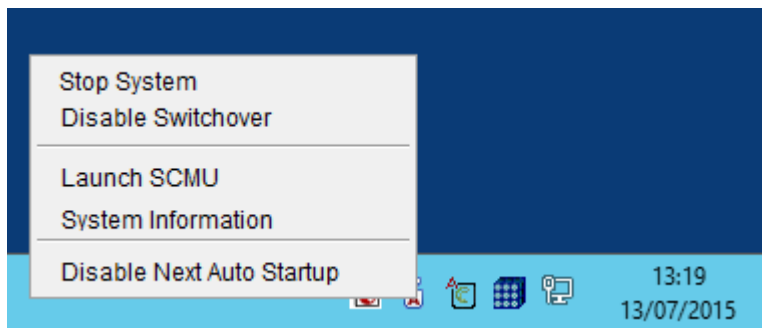 Stop System
Disable Switchover
Launch SCMU
System Information
Disable Next Auto Startup
13:19
13/07/2015